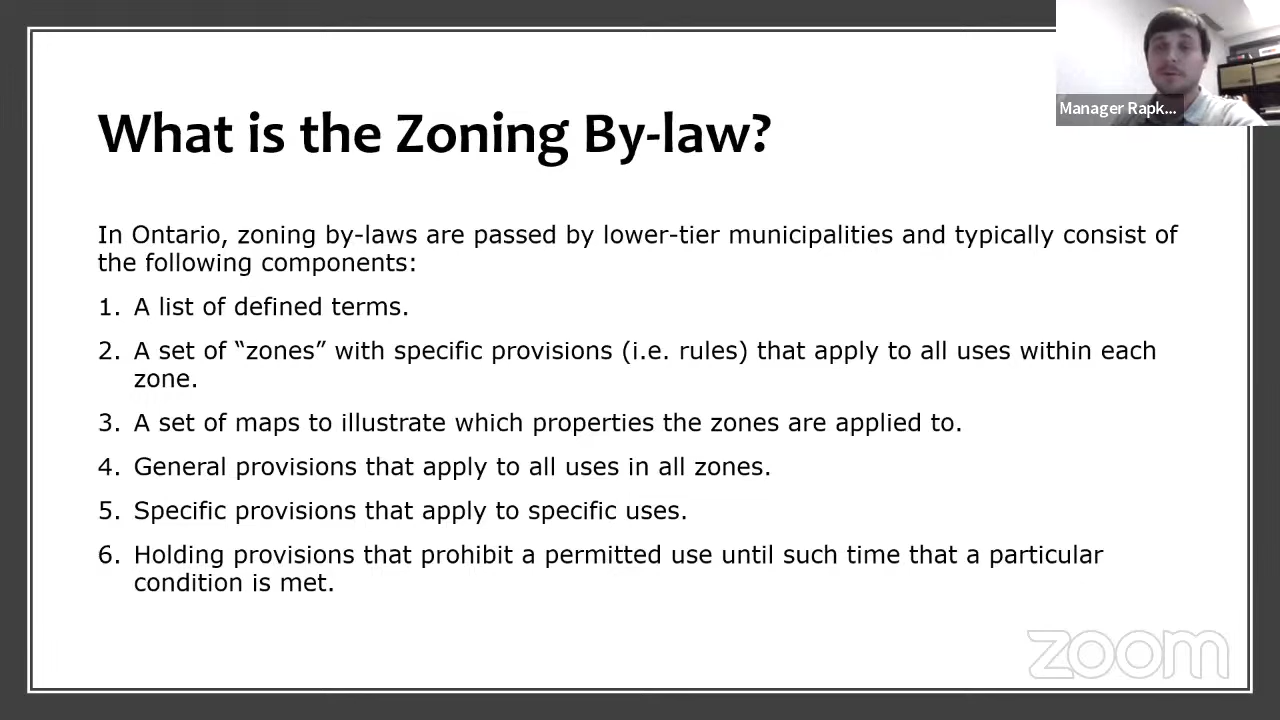 Manager Rapk...
What is the Zoning By-law?
In Ontario, zoning by-laws are passed by lower-tier municipalities and typically consist of
the following components:
1. A list of defined terms.
2. A set of “zones” with specific provisions (i.e. rules) that apply to all uses within each
zone.
3. A set of maps to illustrate which properties the zones are applied to.
4. General provisions that apply to all uses in all zones.
5. Specific provisions that apply to specific uses.
6. Holding provisions that prohibit a permitted use until such time that a particular
condition is met.
zoom